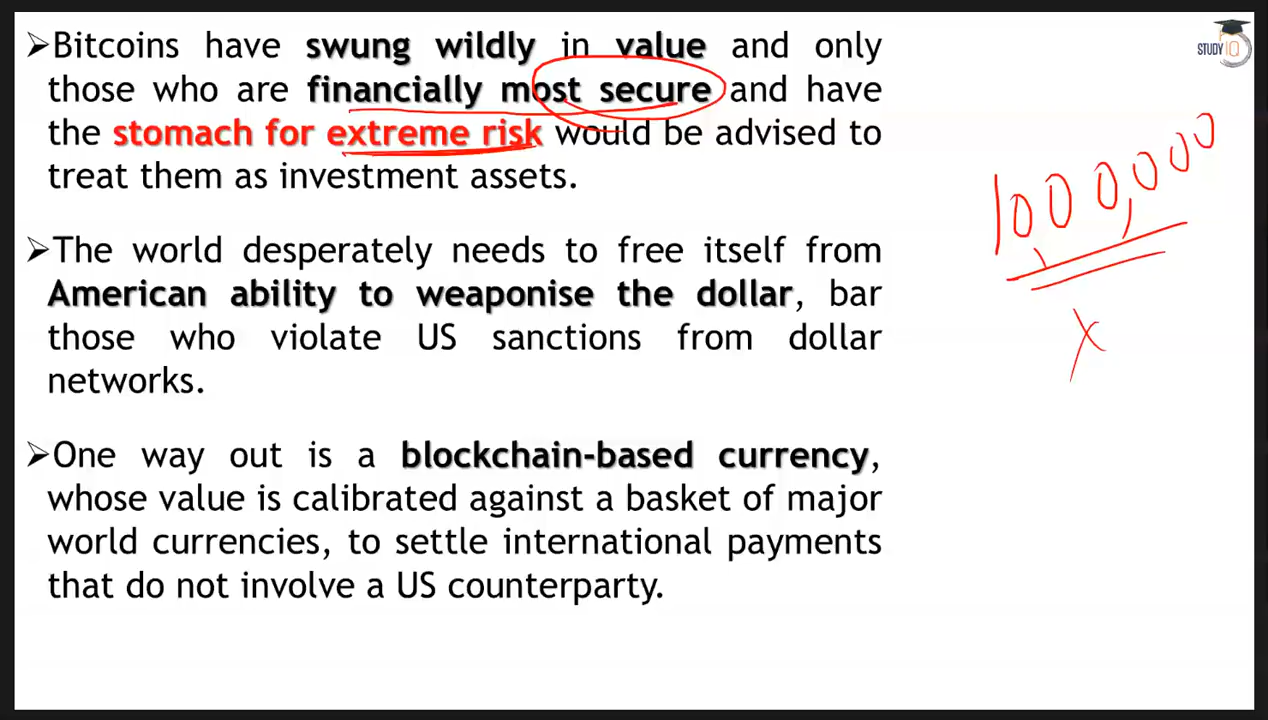 ➢Bitcoins have swung wildly in value and only
those who are financially most secure and have
the stomach for extreme risk would be advised to
treat them as investment assets.
➢The world desperately needs to free itself from
American ability to weaponise the dollar, bar
those who violate US sanctions from dollar
networks.
➢One way out is a blockchain-based currency,
whose value is calibrated against a basket of major
world currencies, to settle international payments
that do not involve a US counterparty.
STUDY IQ
1000,000
X